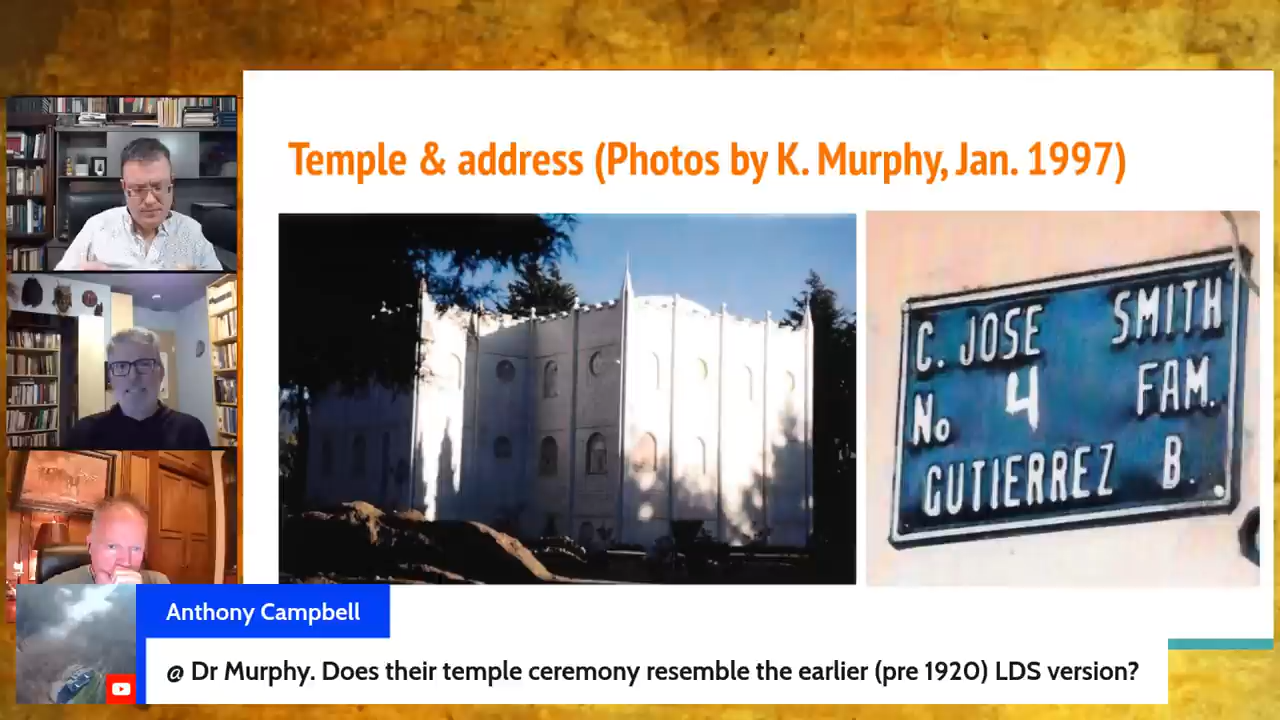 Temple & address (Photos by K. Murphy, Jan. 1997)
C. JOSE SMITH
No 4 FAM.
GUTIERREZ B.
Anthony Campbell
@ Dr Murphy. Does their temple ceremony resemble the earlier (pre 1920) LDS version?